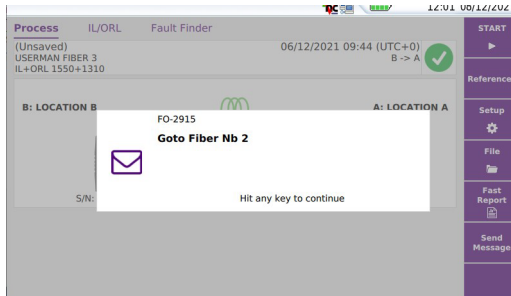 12:01 06/12/202
Process IL/ORL Fault Finder
START
(Unsaved) 06/12/2021 09:44 (UTC+0)
USERMAN FIBER 3 B -> A
IL+ORL 1550+1310
Reference
B: LOCATION B A: LOCATION A
Setup
FO-2915
Goto Fiber Nb 2
File
Fast
Report
S/N: Hit any key to continue
Send
Message